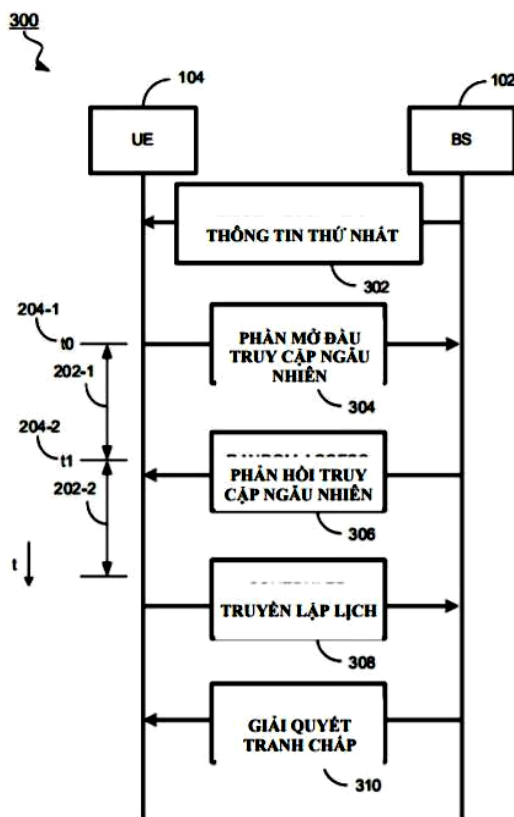 300
104
102
UE
BS
THÔNG TIN THỨ NHẤT
302
204-1
t0
PHẦN MỞ ĐẦU
TRUY CẬP NGẪU
NHIÊN
202-1
304
204-2
t1
PHẢN HỒI TRUY
CẬP NGẪU NHIÊN
202-2
306
t
TRUYỀN LẬP LỊCH
308
GIẢI QUYẾT
TRANH CHẤP
310